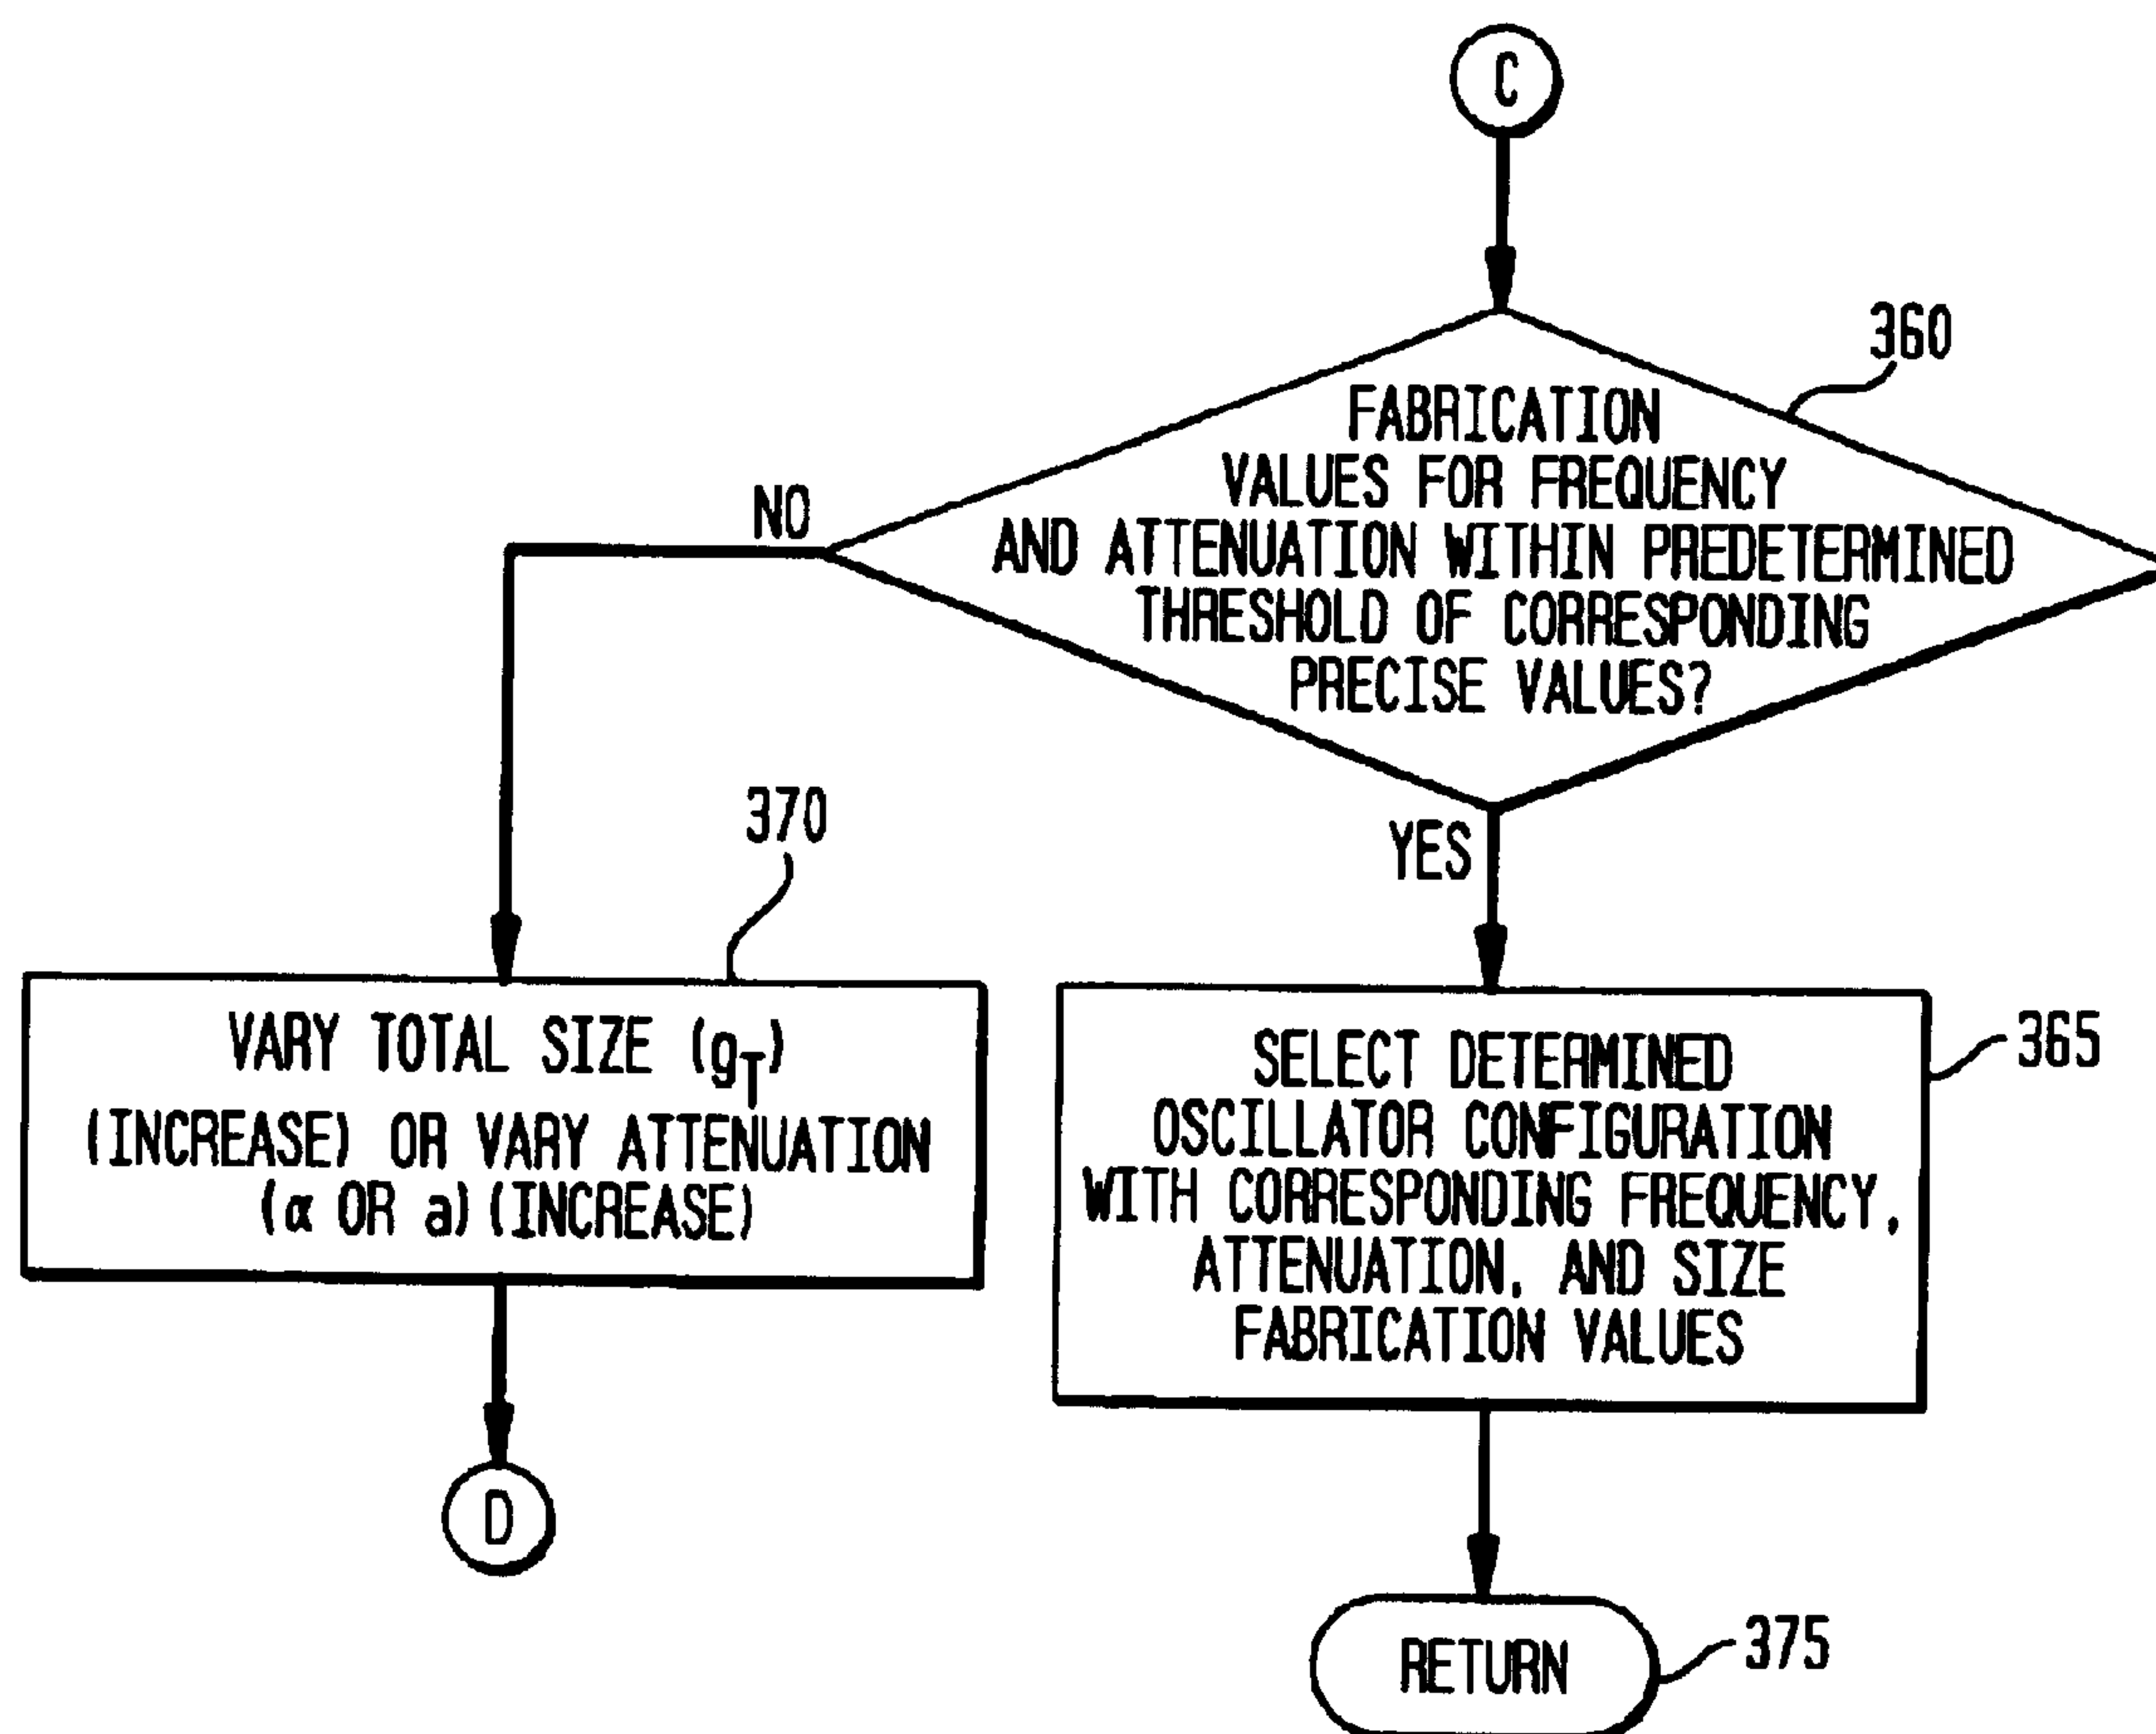 C
360
FABRICATION
VALUES FOR FREQUENCY
AND ATTENUATION WITHIN PREDETERMINED
THRESHOLD OF CORRESPONDING
PRECISE VALUES?
NO
YES
370
VARY TOTAL SIZE (gT)
(INCREASE) OR VARY ATTENUATION
(α OR a) (INCREASE)
D
365
SELECT DETERMINED
OSCILLATOR CONFIGURATION
WITH CORRESPONDING FREQUENCY,
ATTENUATION, AND SIZE
FABRICATION VALUES
RETURN
375